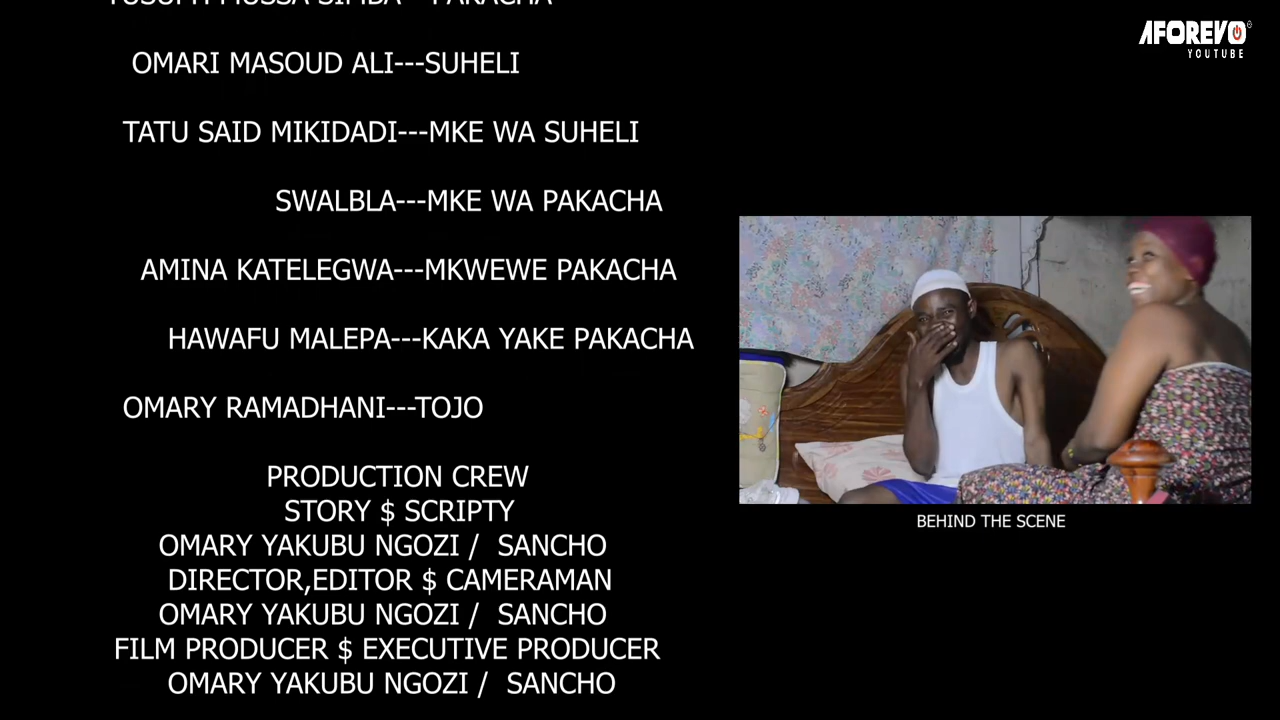 OMARI MASOUD ALI---SUHELI
TATU SAID MIKIDADI---MKE WA SUHELI
SWALBLA---MKE WA PAKACHA
AMINA KATELEGWA---MKWEWE PAKACHA
HAWAFU MALEPA---KAKA YAKE PAKACHA
OMARY RAMADHANI---TOJO
PRODUCTION CREW
STORY $ SCRIPTY
OMARY YAKUBU NGOZI /  SANCHO
DIRECTOR,EDITOR $ CAMERAMAN
OMARY YAKUBU NGOZI /  SANCHO
FILM PRODUCER $ EXECUTIVE PRODUCER
OMARY YAKUBU NGOZI /  SANCHO
AFOREVO
YOUTUBE
BEHIND THE SCENE